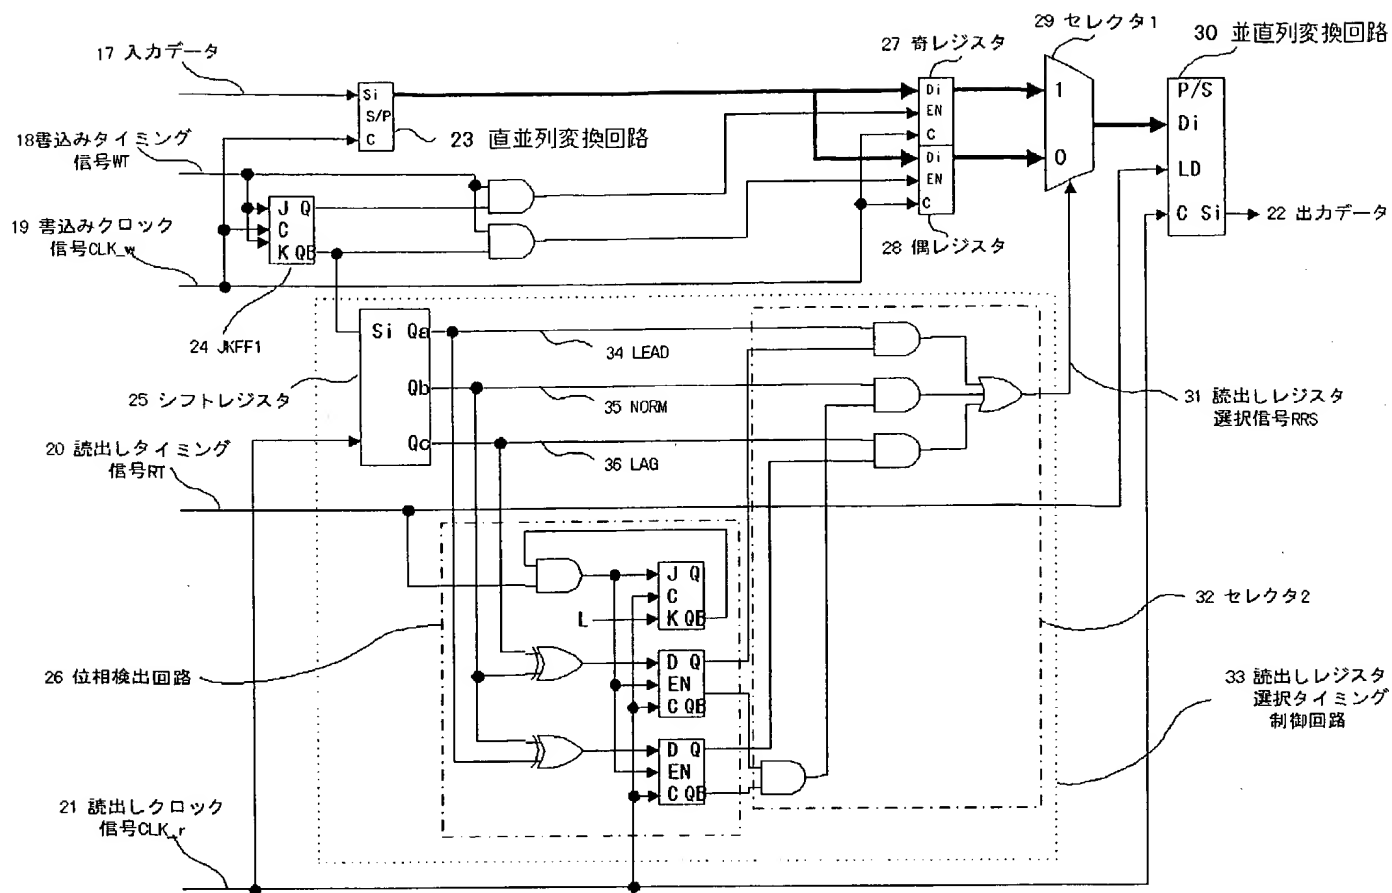 29 セレクタ1
30 並直列変換回路
27 奇レジスタ
17 入力データ
Si
S/P
C
23 直並列変換回路
Di
EN
C
Di
EN
C
28 偶レジスタ
1
0
P/S
Di
LD
C Si
22 出力データ
18書込みタイミング
信号WT
J Q
C
K QB
19 書込みクロック
信号CLK_w
24 JKFF1
Si Qa
Qb
Qc
34 LEAD
35 NORM
36 LAG
25 シフトレジスタ
31 読出しレジスタ
選択信号RRS
20 読出しタイミング
信号RT
J Q
C
K QB
L
D Q
EN
C QB
D Q
EN
C QB
32 セレクタ2
26 位相検出回路
33 読出しレジスタ
選択タイミング
制御回路
21 読出しクロック
信号CLK_r